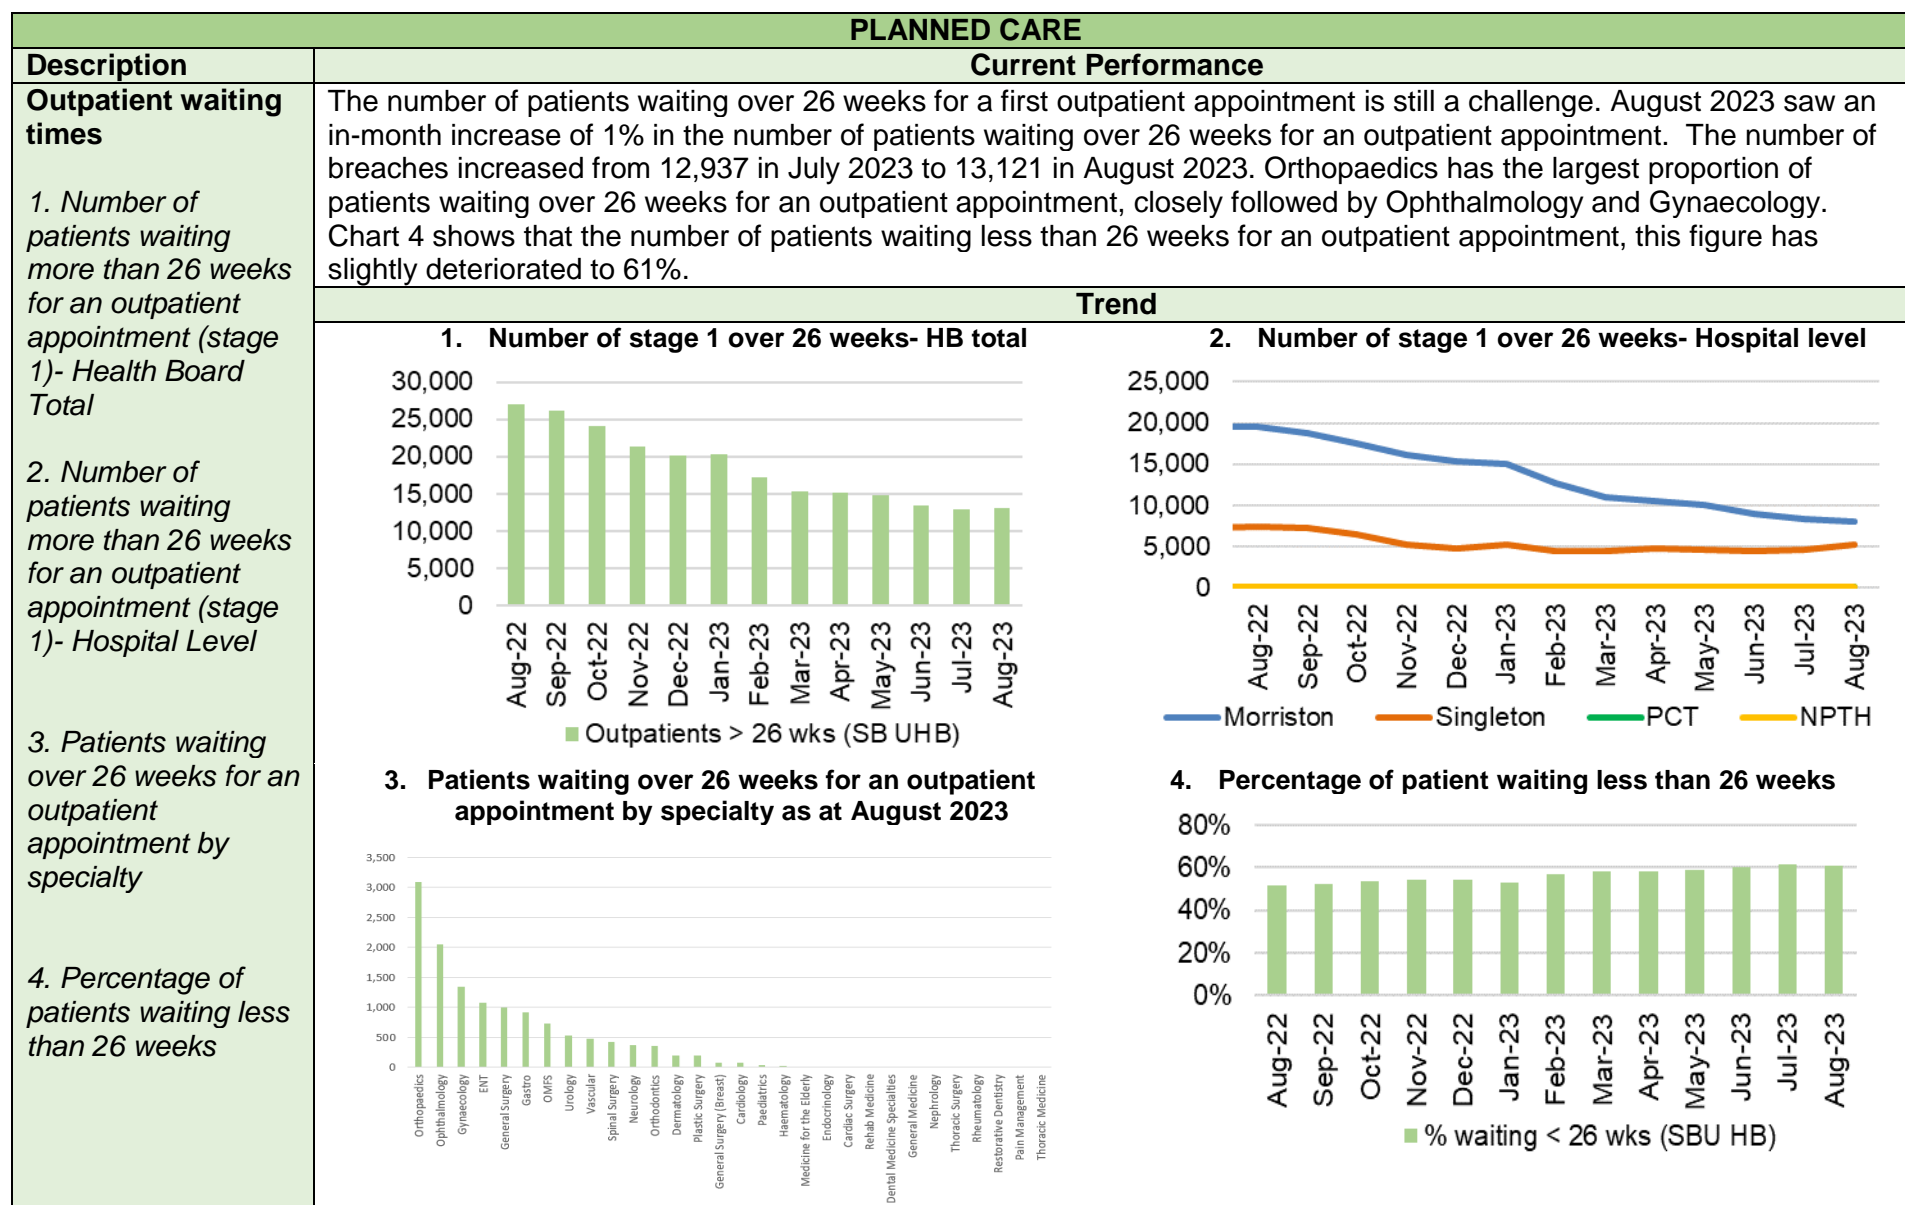 PLANNED CARE
Description
Current Performance
Outpatient waiting
times
1. Number of
patients waiting
more than 26 weeks
for an outpatient
appointment (stage
1)- Health Board
Total
2. Number of
patients waiting
more than 26 weeks
for an outpatient
appointment (stage
1)- Hospital Level
3. Patients waiting
over 26 weeks for an
outpatient
appointment by
specialty
4. Percentage of
patients waiting less
than 26 weeks
The number of patients waiting over 26 weeks for a first outpatient appointment is still a challenge. August 2023 saw an
in-month increase of 1% in the number of patients waiting over 26 weeks for an outpatient appointment.  The number of
breaches increased from 12,937 in July 2023 to 13,121 in August 2023. Orthopaedics has the largest proportion of
patients waiting over 26 weeks for an outpatient appointment, closely followed by Ophthalmology and Gynaecology.
Chart 4 shows that the number of patients waiting less than 26 weeks for an outpatient appointment, this figure has
slightly deteriorated to 61%.
Trend
1. Number of stage 1 over 26 weeks- HB total
30,000
25,000
20,000
15,000
10,000
5,000
0
Aug-22
Sep-22
Oct-22
Nov-22
Dec-22
Jan-23
Feb-23
Mar-23
Apr-23
May-23
Jun-23
Jul-23
Aug-23
Outpatients > 26 wks (SB UHB)
2. Number of stage 1 over 26 weeks- Hospital level
25,000
20,000
15,000
10,000
5,000
0
Aug-22
Sep-22
Oct-22
Nov-22
Dec-22
Jan-23
Feb-23
Mar-23
Apr-23
May-23
Jun-23
Jul-23
Aug-23
Morriston
Singleton
PCT
NPTH
3. Patients waiting over 26 weeks for an outpatient
appointment by specialty as at August 2023
3,500
3,000
2,500
2,000
1,500
1,000
500
0
Orthopaedics
Ophthalmology
Gynaecology
ENT
General Surgery
Gastro
OMFS
Urology
Vascular
Spinal Surgery
Neurology
Orthodontics
Dermatology
Plastic Surgery
General Surgery (Breast)
Cardiology
Paediatrics
Haematology
Medicine for the Elderly
Endocrinology
Cardiac Surgery
Rehab Medicine
Dental Medicine Specialties
General Medicine
Nephrology
Thoracic Surgery
Rheumatology
Restorative Dentistry
Pain Management
Thoracic Medicine
4. Percentage of patient waiting less than 26 weeks
80%
60%
40%
20%
0%
Aug-22
Sep-22
Oct-22
Nov-22
Dec-22
Jan-23
Feb-23
Mar-23
Apr-23
May-23
Jun-23
Jul-23
Aug-23
% waiting < 26 wks (SBU HB)